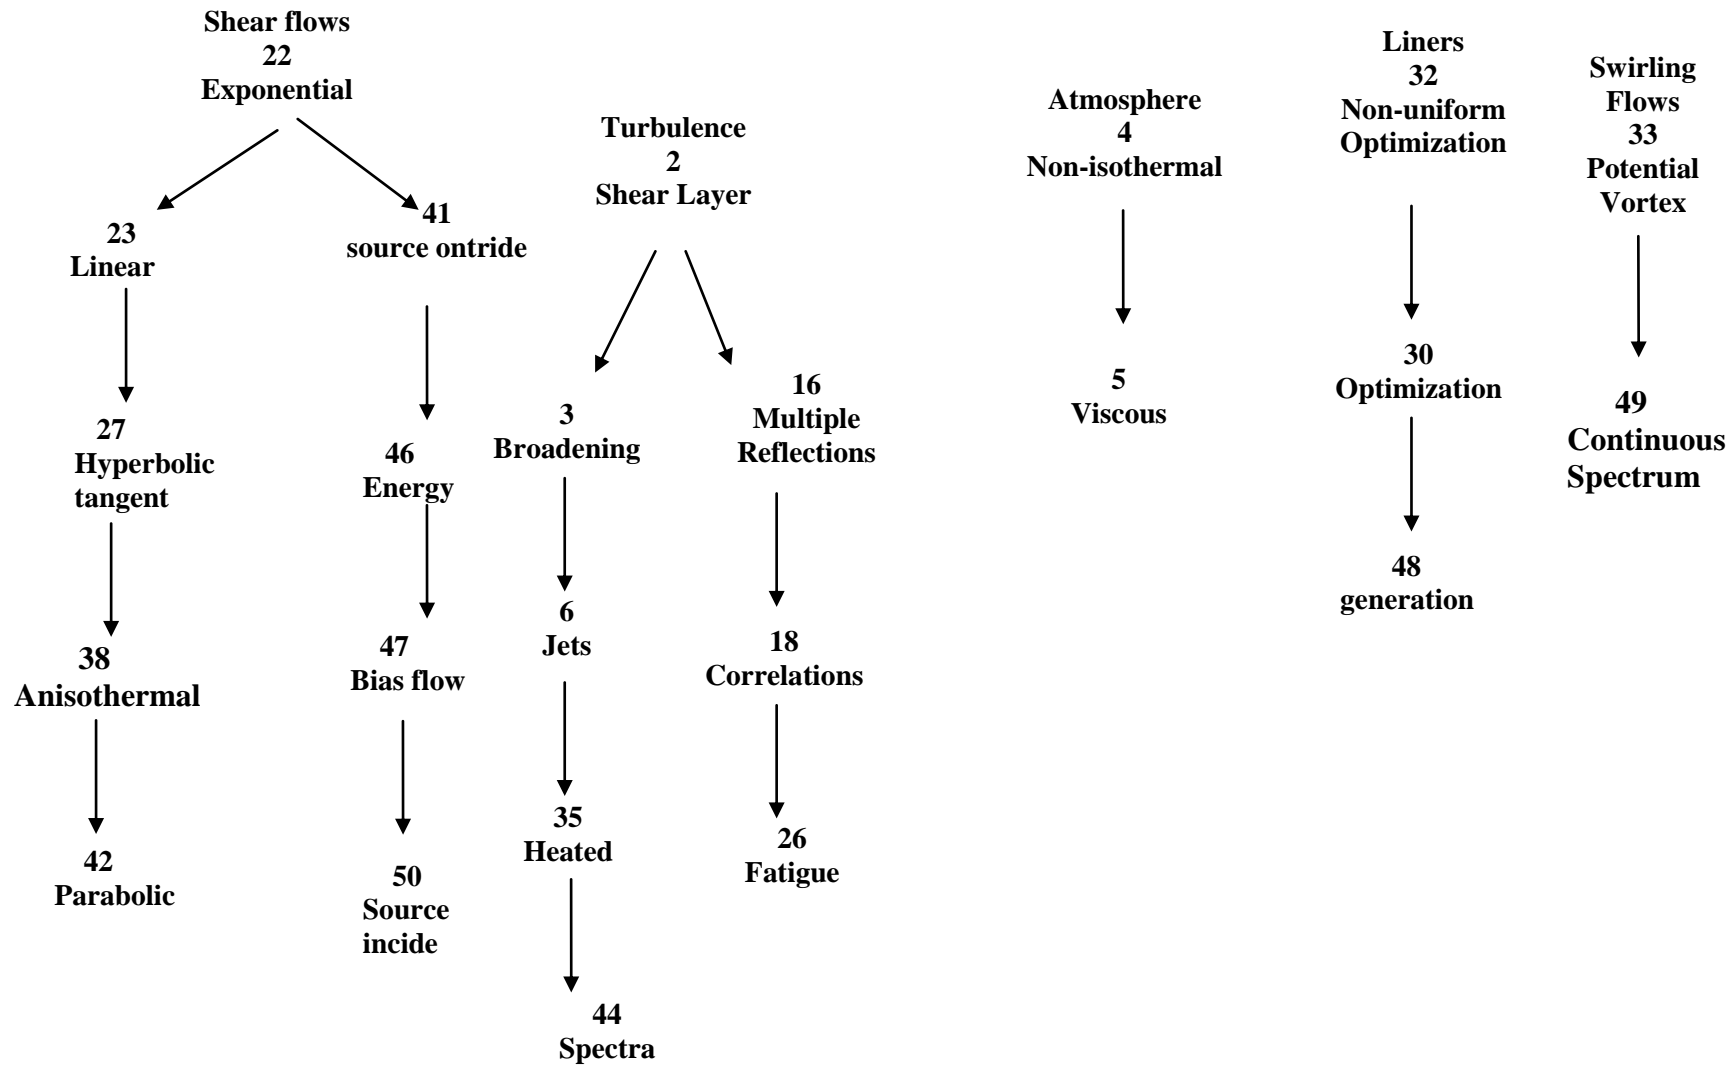 Shear flows
22
Exponential
23
Linear
27
Hyperbolic
tangent
38
Anisothermal
42
Parabolic
41
source ontride
46
Energy
47
Bias flow
50
Source
incide
Turbulence
2
Shear Layer
3
Broadening
6
Jets
35
Heated
44
Spectra
16
Multiple
Reflections
18
Correlations
26
Fatigue
Atmosphere
4
Non-isothermal
5
Viscous
Liners
32
Non-uniform
Optimization
30
Optimization
48
generation
Swirling
Flows
33
Potential
Vortex
49
Continuous
Spectrum